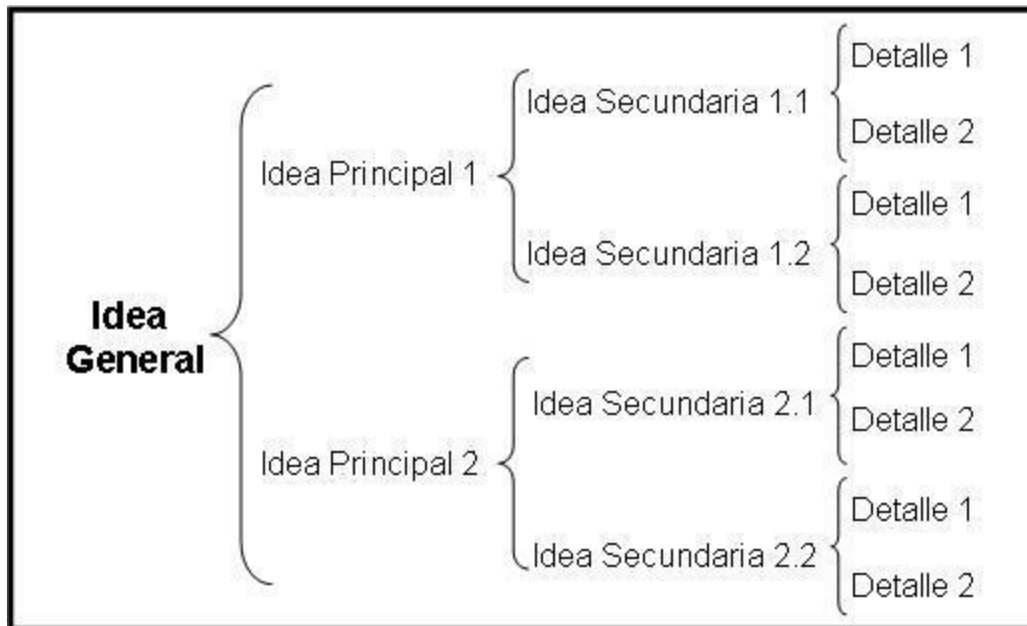 Idea
General
Idea Principal 1
Idea Secundaria 1.1
Detalle 1
Detalle 2
Idea Secundaria 1.2
Detalle 1
Detalle 2
Idea Principal 2
Idea Secundaria 2.1
Detalle 1
Detalle 2
Idea Secundaria 2.2
Detalle 1
Detalle 2